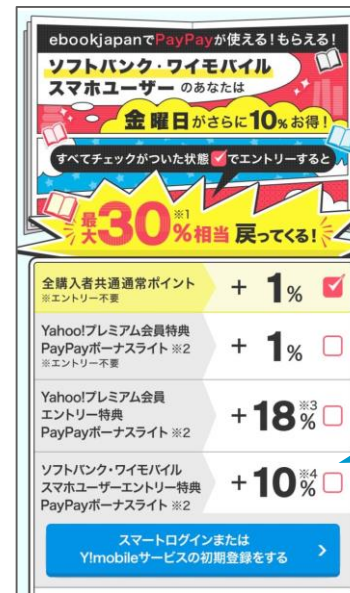 ebookjapanでPayPayが使える!もらえる!
ソフトバンク・ワイモバイル
スマホユーザー のあなたは
金曜日がさらに10%お得!
すべてチェックがついた状態 でエントリーすると
最大30%相当 戻ってくる! ※1
全購入者共通通常ポイント + 1%
※エントリー不要
Yahoo!プレミアム会員特典
PayPayボーナスライト ※2 + 1%
※エントリー不要
Yahoo!プレミアム会員
エントリー特典 +18% ※3
PayPayボーナスライト ※2
ソフトバンク・ワイモバイル
スマホユーザーエントリー特典 +10% ※4
PayPayボーナスライト ※2
スマートログインまたは
Y!mobileサービスの初期登録をする